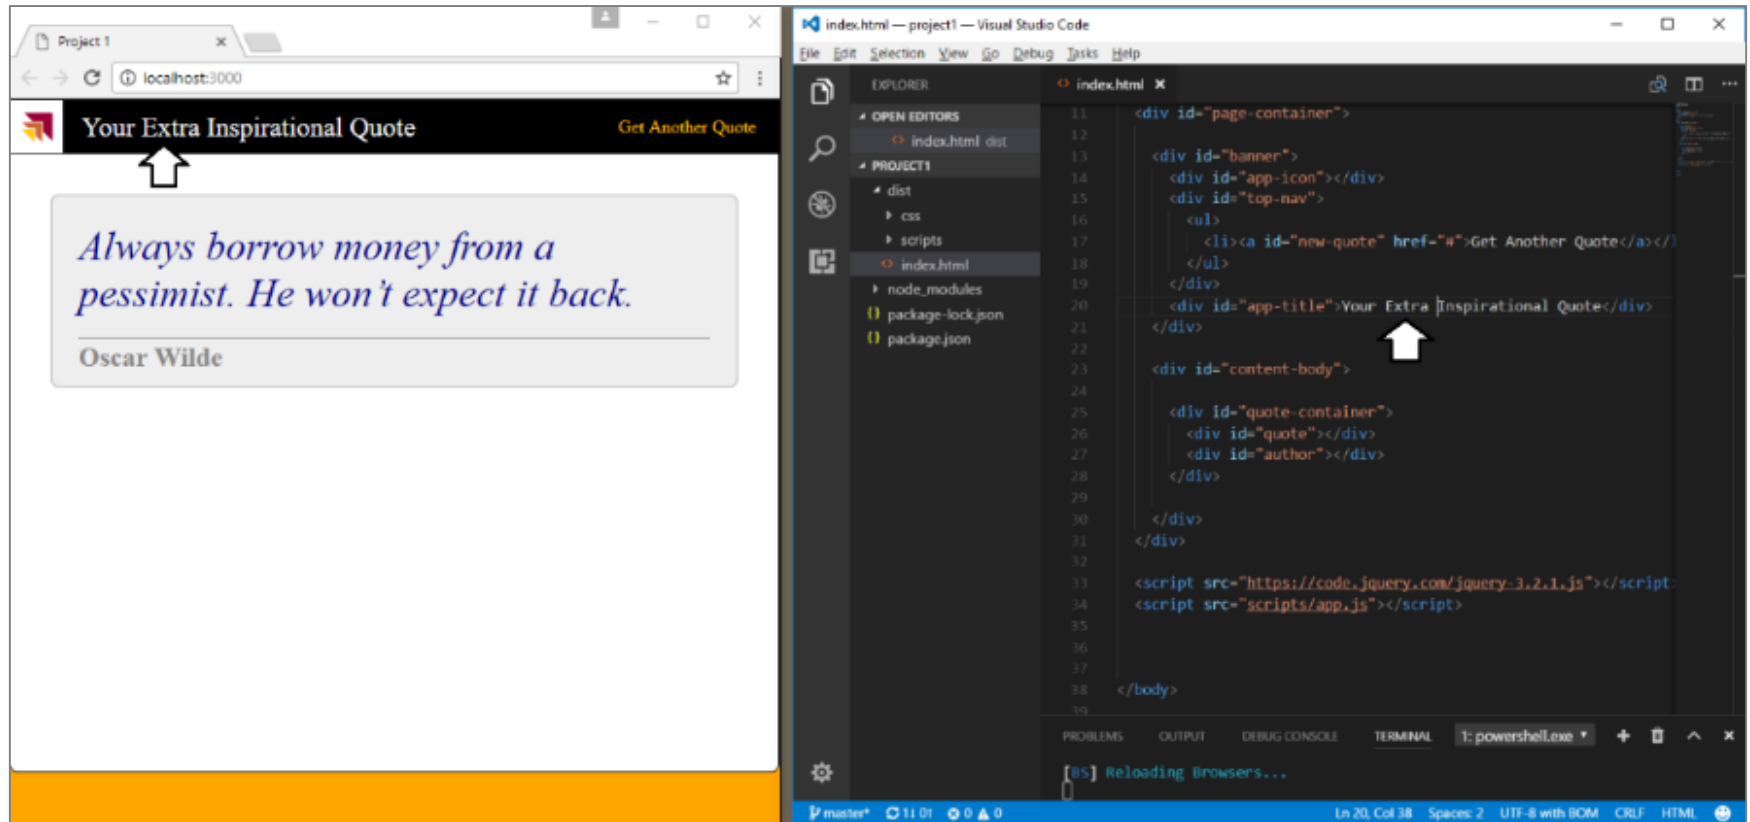 Project 1
localhost:3000
Your Extra Inspirational Quote
Get Another Quote
Always borrow money from a
pessimist. He won't expect it back.
Oscar Wilde
index.html — project1 — Visual Studio Code
File Edit Selection View Go Debug Tasks Help
EXPLORER
OPEN EDITORS
index.html dist
PROJECT1
dist
css
scripts
index.html
node_modules
package-lock.json
package.json
index.html
11 <div id="page-container">
12
13 <div id="banner">
14 <div id="app-icon"></div>
15 <div id="top-nav">
16 <ul>
17 <li><a id="new-quote" href="#">Get Another Quote</a></l
18 </ul>
19 </div>
20 <div id="app-title">Your Extra Inspirational Quote</div>
21 </div>
22
23 <div id="content-body">
24
25 <div id="quote-container">
26 <div id="quote"></div>
27 <div id="author"></div>
28 </div>
29
30 </div>
31 </div>
32
33 <script src="https://code.jquery.com/jquery-3.2.1.js"></script
34 <script src="scripts/app.js"></script>
35
36
37
38 </body>
39
PROBLEMS OUTPUT DEBUG CONSOLE TERMINAL 1: powershell.exe
[BS] Reloading Browsers...
master* 1↓ 0↑ 0 0 Ln 20, Col 38 Spaces: 2 UTF-8 with BOM CRLF HTML